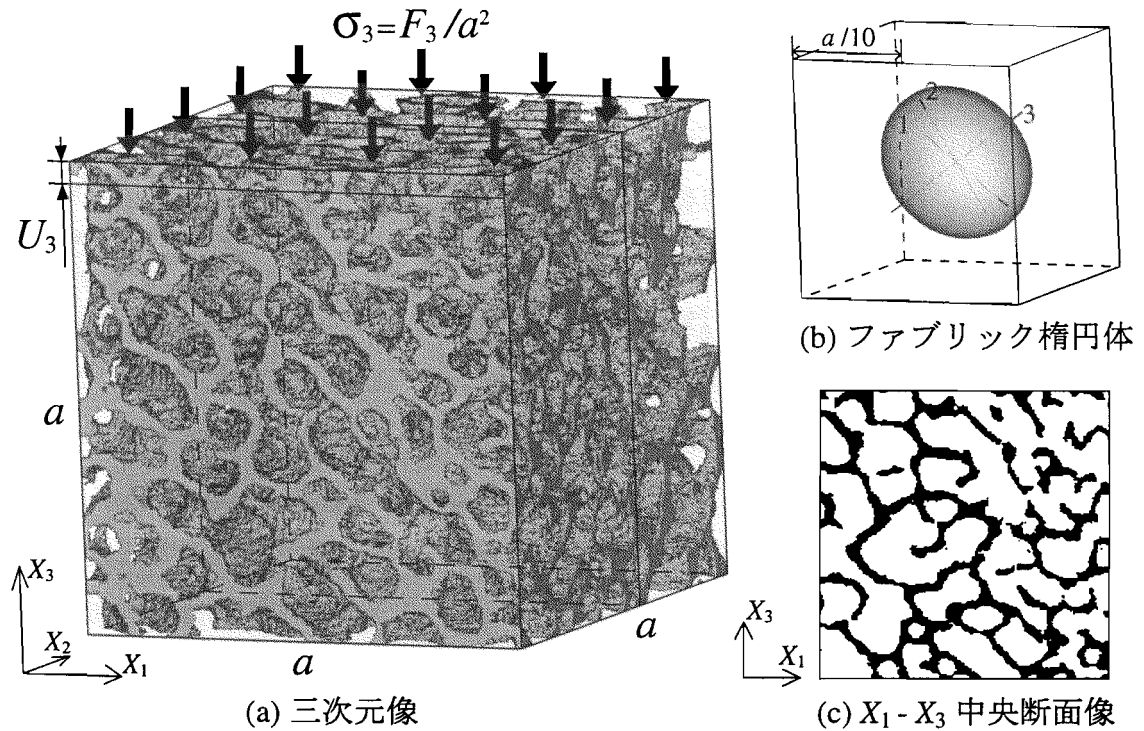 σ3=F3/a²
U3
a
a
a
X3
X2
X1
(a) 三次元像
a/10
2
3
(b) ファブリック楕円体
X3
X1
(c) X1 - X3 中央断面像